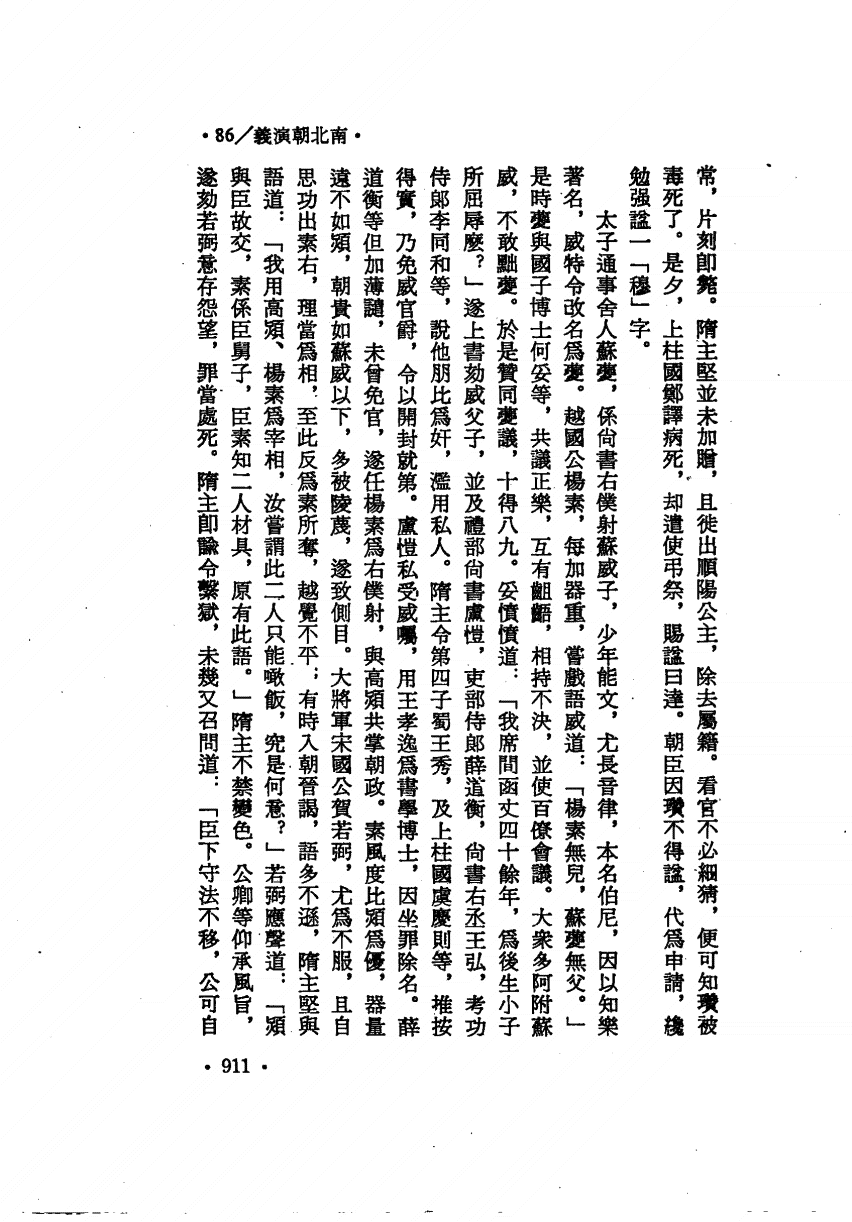 ·86／義演朝北南·
常，片刻卽斃。隋主堅並未加贈，且徙出順陽公主，除去屬籍。看官不必細猜，便可知瓚被
毒死了。是夕，上柱國鄭譯病死，却遣使弔祭，賜諡曰達。朝臣因瓚不得諡，代爲申請，纔
勉强諡一「穆」字。
太子通事舍人蘇夔，係尙書右僕射蘇威子，少年能文，尤長音律，本名伯尼，因以知樂
著名，威特令改名爲夔。越國公楊素，每加器重，嘗戲語威道：「楊素無兒，蘇夔無父。」
是時夔與國子博士何妥等，共議正樂，互有齟齬，相持不決，並使百僚會議。大衆多阿附蘇
威，不敢黜夔。於是贊同夔議，十得八九。妥憤憤道：「我席間函丈四十餘年，爲後生小子
所屈辱麼？」遂上書劾威父子，並及禮部尙書盧愷，吏部侍郞薛道衡，尙書右丞王弘，考功
侍郞李同和等，說他朋比爲奸，濫用私人。隋主令第四子蜀王秀，及上柱國虞慶則等，堆按
得實，乃免威官爵，令以開封就第。盧愷私受威囑，用王孝逸爲書學博士，因坐罪除名。薛
道衡等但加薄譴，未曾免官，遂任楊素爲右僕射，與高熲共掌朝政。素風度比熲爲優，器量
遠不如熲，朝貴如蘇威以下，多被陵蔑，遂致側目。大將軍宋國公賀若弼，尤爲不服，且自
思功出素右，理當爲相，至此反爲素所奪，越覺不平；有時入朝晉謁，語多不遜，隋主堅與
語道：「我用高熲、楊素爲宰相，汝嘗謂此二人只能噉飯，究是何意？」若弼應聲道：「熲
與臣故交，素係臣舅子，臣素知二人材具，原有此語。」隋主不禁變色。公卿等仰承風旨，
遂劾若弼意存怨望，罪當處死。隋主卽諭令繫獄，未幾又召問道：「臣下守法不移，公可自
·911·